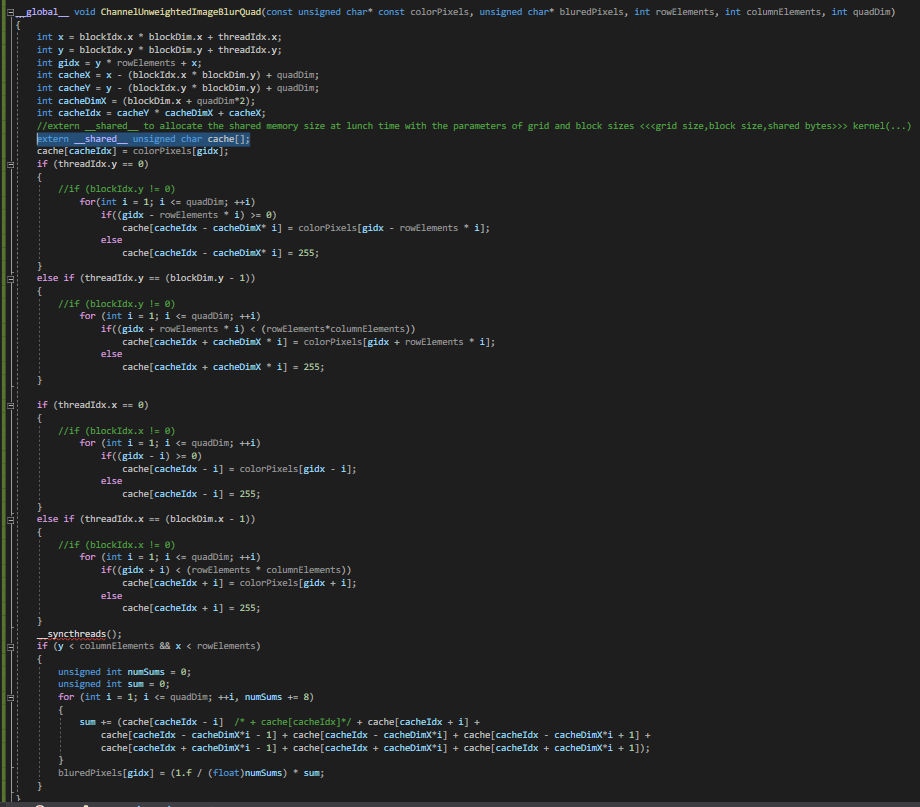 __global__ void ChannelUnweightedImageBlurQuad(const unsigned char* const colorPixels, unsigned char* bluredPixels, int rowElements, int columnElements, int quadDim)
{
int x = blockIdx.x * blockDim.x + threadIdx.x;
int y = blockIdx.y * blockDim.y + threadIdx.y;
int gidx = y * rowElements + x;
int cacheX = x - (blockIdx.x * blockDim.y) + quadDim;
int cacheY = y - (blockIdx.y * blockDim.y) + quadDim;
int cacheDimX = (blockDim.x + quadDim*2);
int cacheIdx = cacheY * cacheDimX + cacheX;
//extern __shared__ to allocate the shared memory size at lunch time with the parameters of grid and block sizes <<<grid size,block size,shared bytes>>> kernel(...)
extern __shared__ unsigned char cache[];
cache[cacheIdx] = colorPixels[gidx];
if (threadIdx.y == 0)
{
//if (blockIdx.y != 0)
for(int i = 1; i <= quadDim; ++i)
if((gidx - rowElements * i) >= 0)
cache[cacheIdx - cacheDimX* i] = colorPixels[gidx - rowElements * i];
else
cache[cacheIdx - cacheDimX* i] = 255;
}
else if (threadIdx.y == (blockDim.y - 1))
{
//if (blockIdx.y != 0)
for (int i = 1; i <= quadDim; ++i)
if((gidx + rowElements * i) < (rowElements*columnElements))
cache[cacheIdx + cacheDimX * i] = colorPixels[gidx + rowElements * i];
else
cache[cacheIdx + cacheDimX * i] = 255;
}
if (threadIdx.x == 0)
{
//if (blockIdx.x != 0)
for (int i = 1; i <= quadDim; ++i)
if((gidx - i) >= 0)
cache[cacheIdx - i] = colorPixels[gidx - i];
else
cache[cacheIdx - i] = 255;
}
else if (threadIdx.x == (blockDim.x - 1))
{
//if (blockIdx.x != 0)
for (int i = 1; i <= quadDim; ++i)
if((gidx + i) < (rowElements * columnElements))
cache[cacheIdx + i] = colorPixels[gidx + i];
else
cache[cacheIdx + i] = 255;
}
__syncthreads();
if (y < columnElements && x < rowElements)
{
unsigned int numSums = 0;
unsigned int sum = 0;
for (int i = 1; i <= quadDim; ++i, numSums += 8)
{
sum += (cache[cacheIdx - i] /* + cache[cacheIdx]*/ + cache[cacheIdx + i] +
cache[cacheIdx - cacheDimX*i - 1] + cache[cacheIdx - cacheDimX*i] + cache[cacheIdx - cacheDimX*i + 1] +
cache[cacheIdx + cacheDimX*i - 1] + cache[cacheIdx + cacheDimX*i] + cache[cacheIdx + cacheDimX*i + 1]);
}
bluredPixels[gidx] = (1.f / (float)numSums) * sum;
}
}